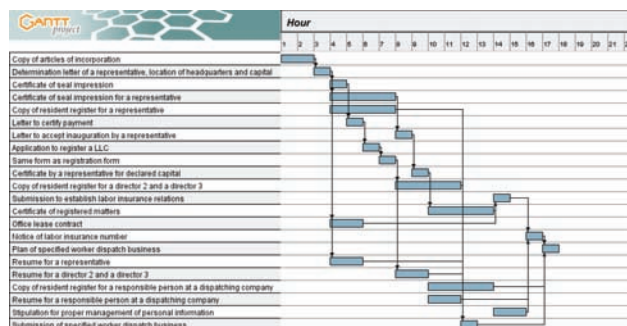 GANTT
project
Hour
1 2 3 4 5 6 7 8 9 10 11 12 13 14 15 16 17 18 19 20 21 2
Copy of articles of incorporation
Determination letter of a representative, location of headquarters and capital
Certificate of seal impression
Certificate of seal impression for a representative
Copy of resident register for a representative
Letter to certify payment
Letter to accept inauguration by a representative
Application to register a LLC
Same form as registration form
Certificate by a representative for declared capital
Copy of resident register for a director 2 and a director 3
Submission to establish labor insurance relations
Certificate of registered matters
Office lease contract
Notice of labor insurance number
Plan of specified worker dispatch business
Resume for a representative
Resume for a director 2 and a director 3
Copy of resident register for a responsible person at a dispatching company
Resume for a responsible person at a dispatching company
Stipulation for proper management of personal information
Submission of specified worker dispatch business